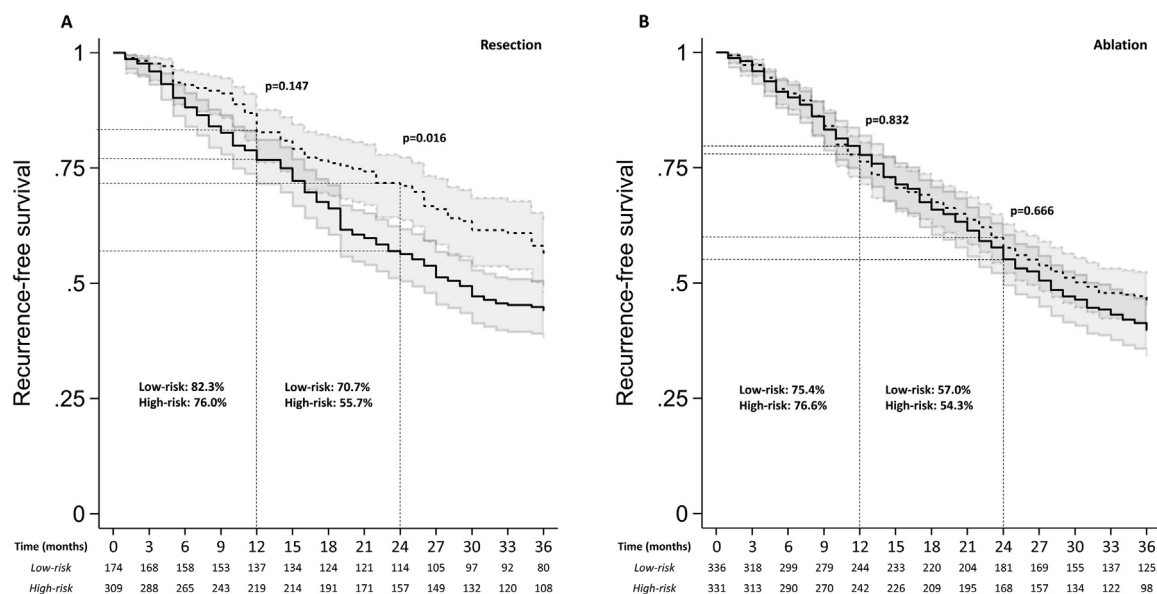 A
Resection
1
.75
.5
.25
0
Recurrence-free survival
p=0.147
p=0.016
Low-risk: 82.3%
High-risk: 76.0%
Low-risk: 70.7%
High-risk: 55.7%
Time (months) 0 3 6 9 12 15 18 21 24 27 30 33 36
Low-risk 174 168 158 153 137 134 124 121 114 105 97 92 80
High-risk 309 288 265 243 219 214 191 171 157 149 132 120 108
B
Ablation
1
.75
.5
.25
0
Recurrence-free survival
p=0.832
p=0.666
Low-risk: 75.4%
High-risk: 76.6%
Low-risk: 57.0%
High-risk: 54.3%
Time (months) 0 3 6 9 12 15 18 21 24 27 30 33 36
Low-risk 336 318 299 279 244 233 220 204 181 169 155 137 125
High-risk 331 313 290 270 242 226 209 195 168 157 134 122 98